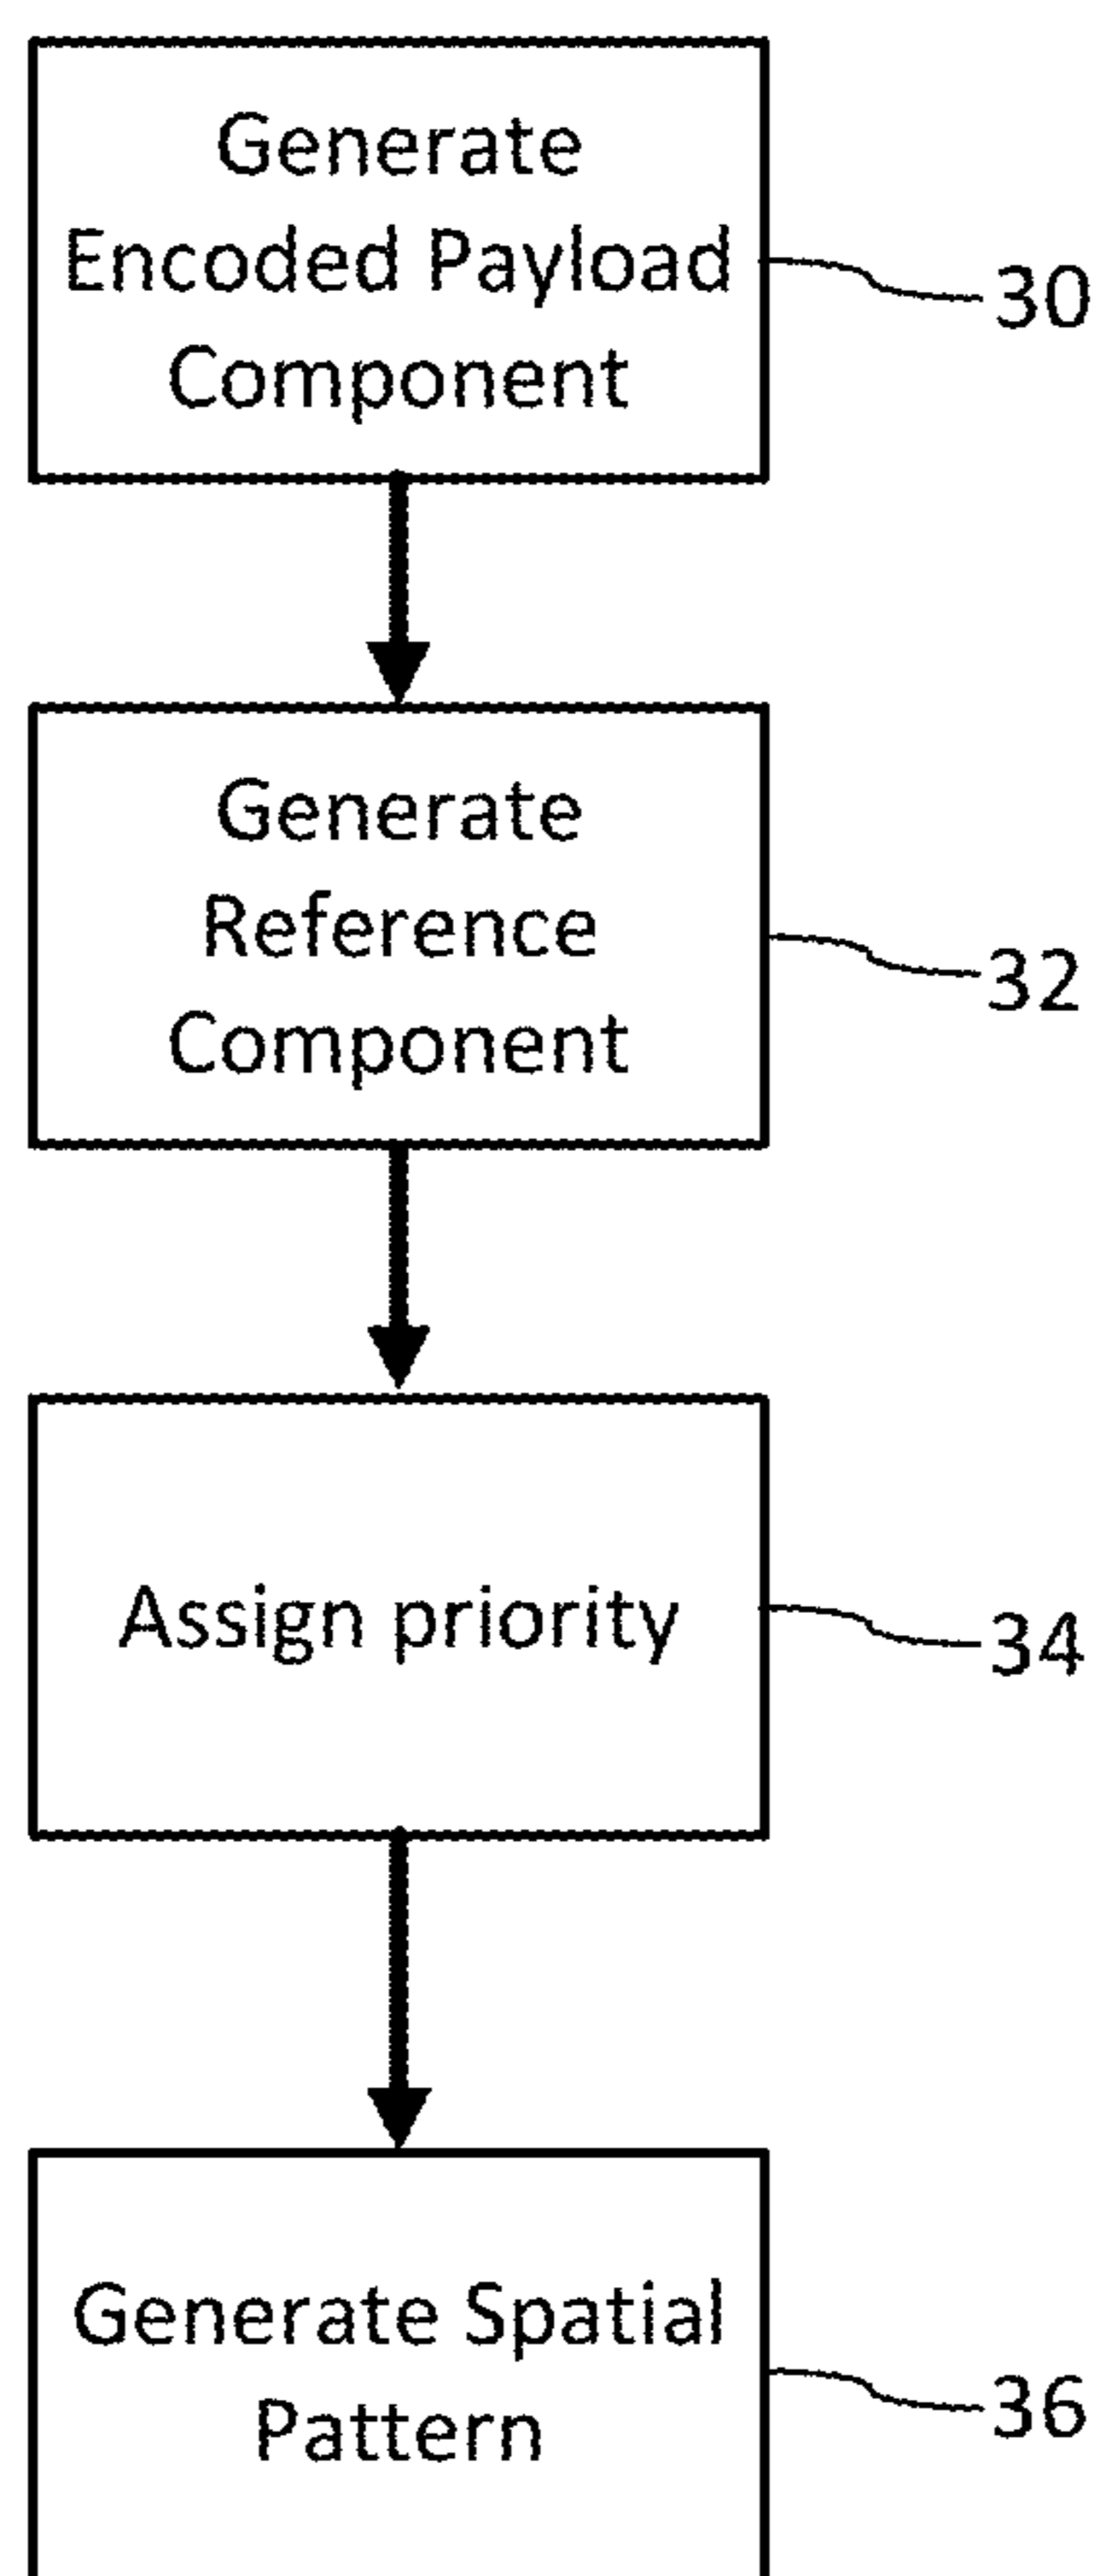 Generate
Encoded Payload
Component
30
Generate
Reference
Component
32
Assign priority
34
Generate Spatial
Pattern
36